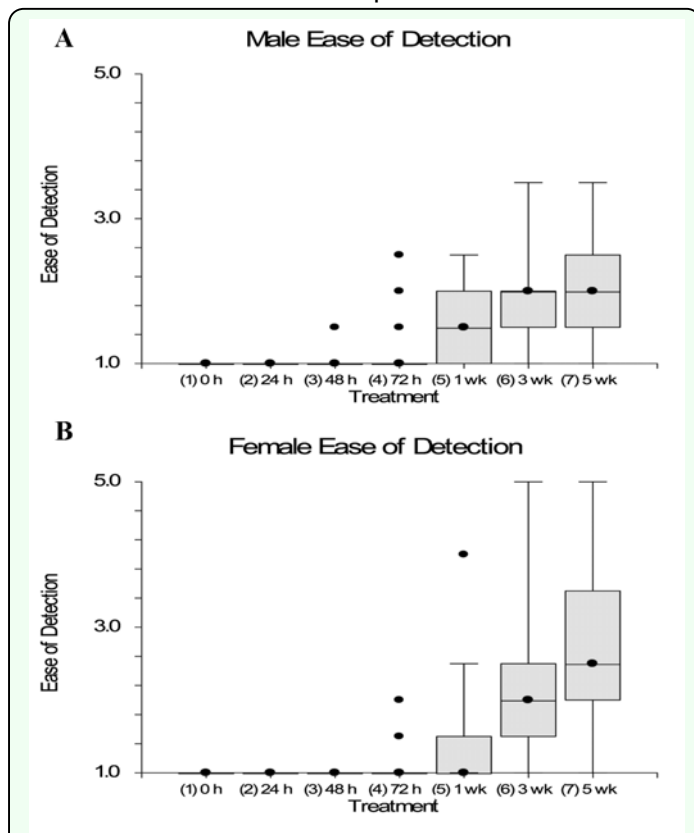 A
Male Ease of Detection
5.0
3.0
1.0
Ease of Detection
(1) 0 h (2) 24 h (3) 48 h (4) 72 h (5) 1 wk (6) 3 wk (7) 5 wk
Treatment
B
Female Ease of Detection
5.0
3.0
1.0
Ease of Detection
(1) 0 h (2) 24 h (3) 48 h (4) 72 h (5) 1 wk (6) 3 wk (7) 5 wk
Treatment